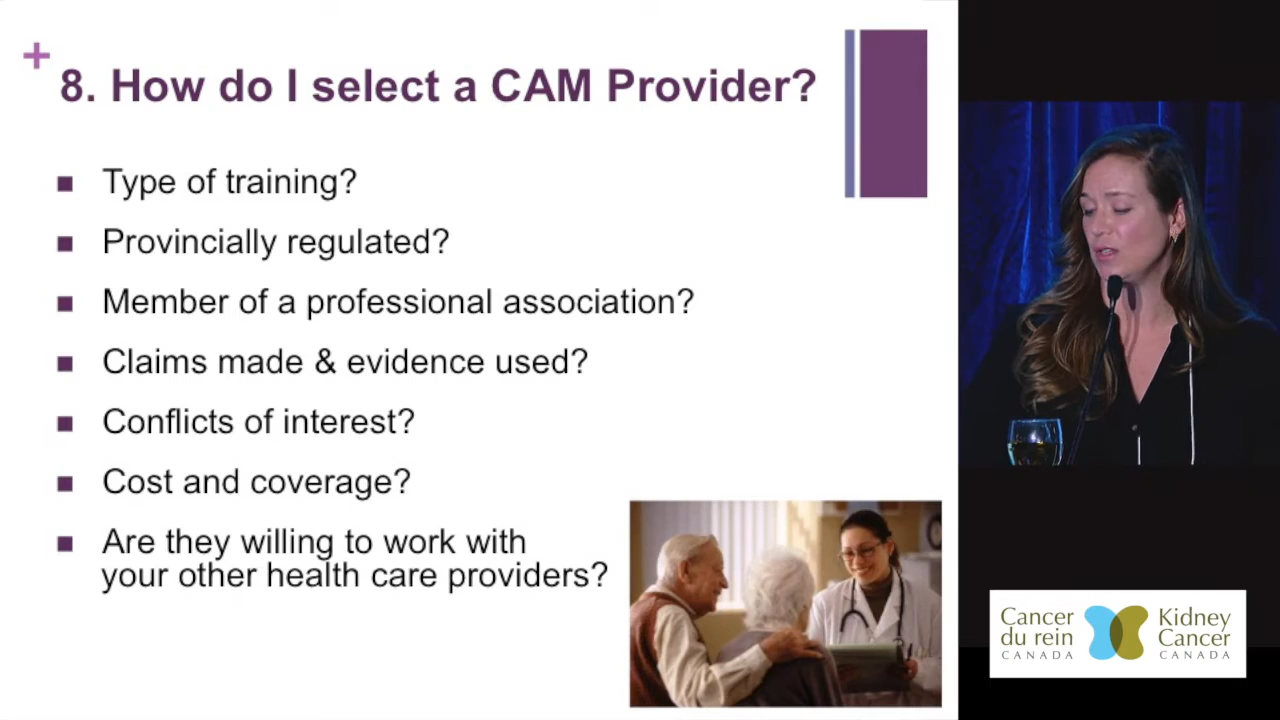 +
8. How do I select a CAM Provider?
Type of training?
Provincially regulated?
Member of a professional association?
Claims made & evidence used?
Conflicts of interest?
Cost and coverage?
Are they willing to work with
your other health care providers?
Cancer
du rein
CANADA
Kidney
Cancer
CANADA